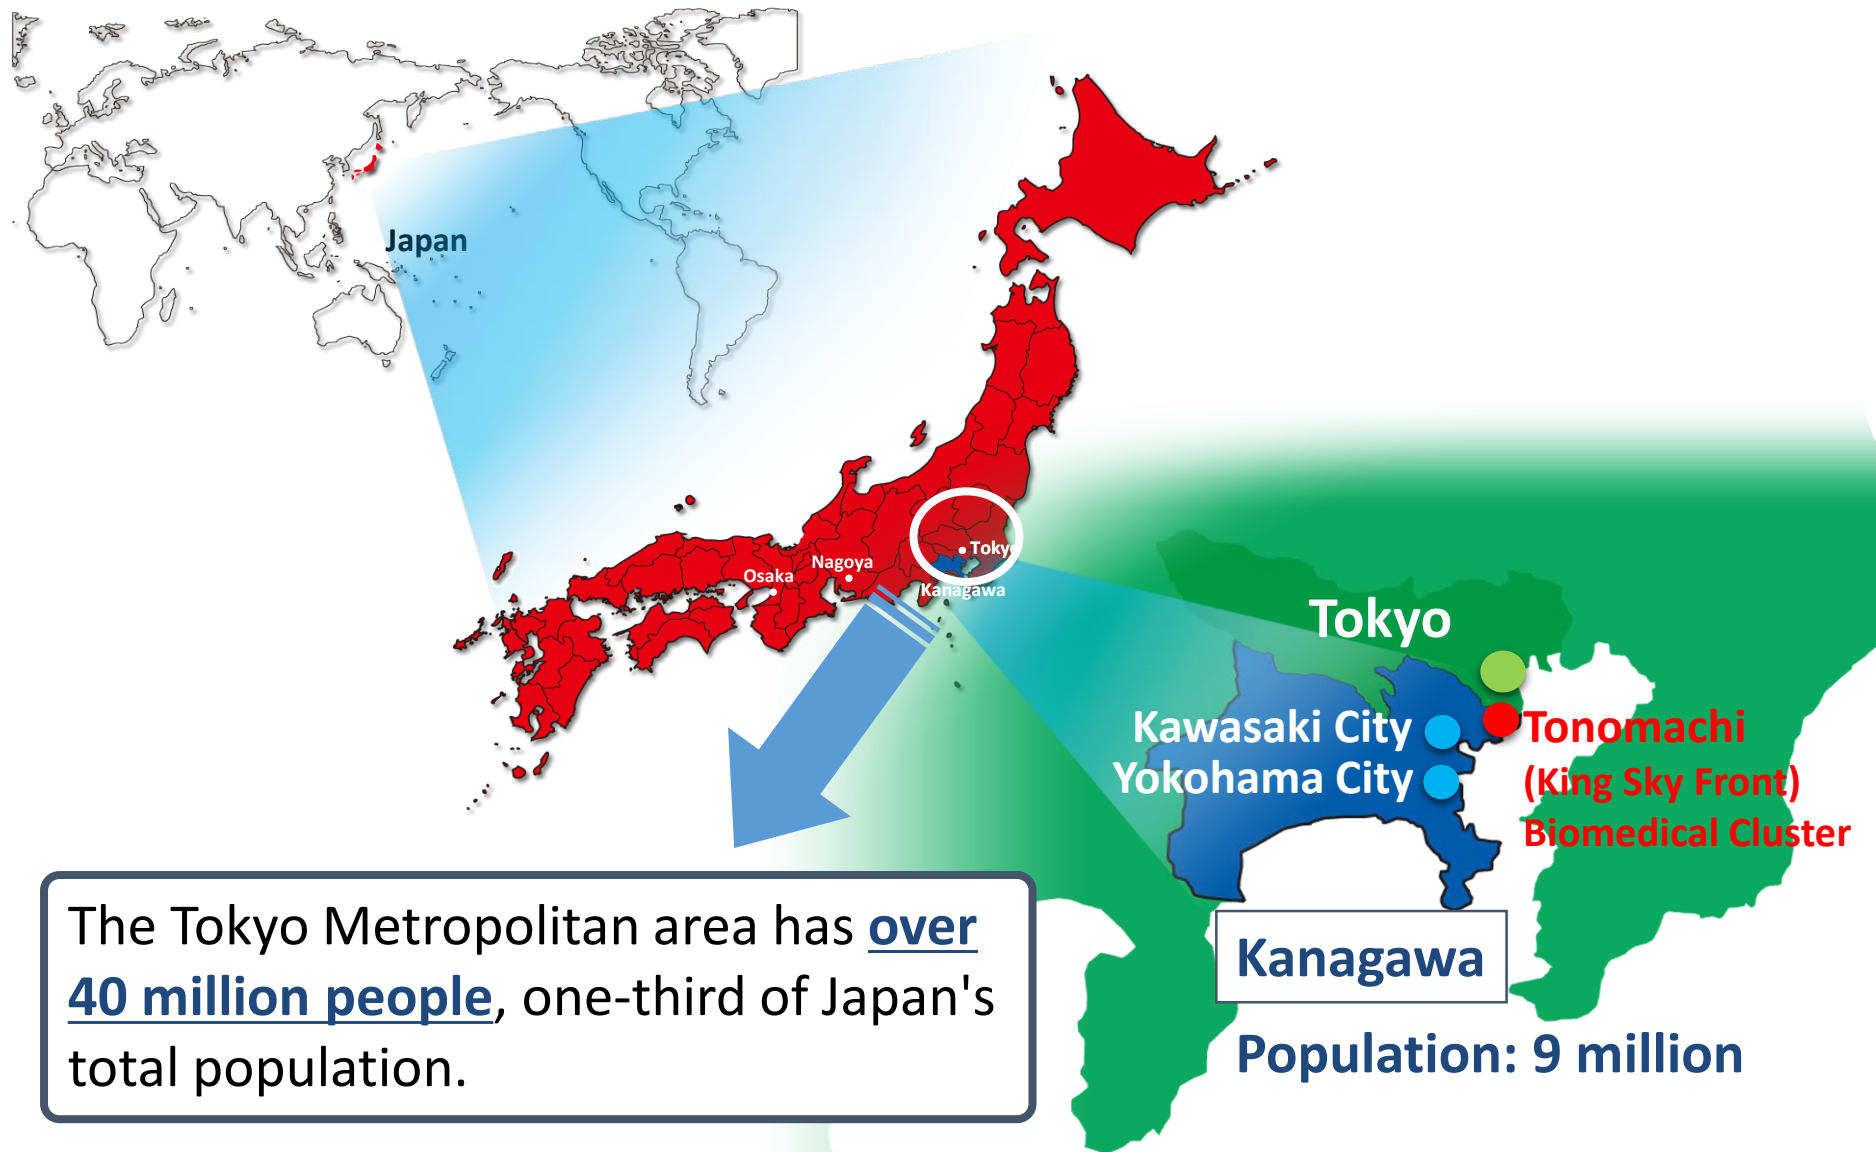 Japan
Osaka
Nagoya
Tokyo
Kanagawa
Tokyo
Kawasaki City
Yokohama City
Tonomachi
(King Sky Front)
Biomedical Cluster
Kanagawa
Population: 9 million
The Tokyo Metropolitan area has over
40 million people, one-third of Japan's
total population.